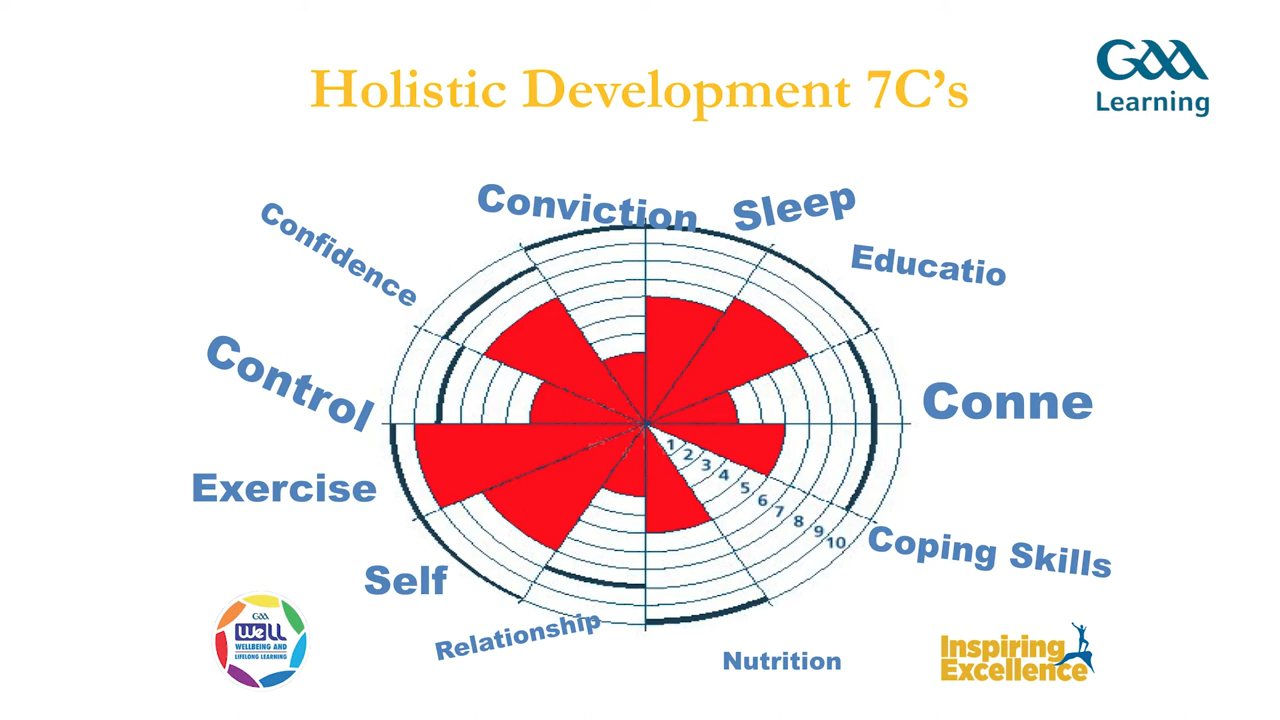 GAA
Learning
Holistic Development 7C’s
Conviction
Sleep
Confidence
Educatio
Control
Conne
Exercise
1
2
3
4
5
6
7
8
9
10
Coping Skills
Self
Relationship
Nutrition
GAA
WELL
WELLBEING AND
LIFELONG LEARNING
Inspiring
Excellence